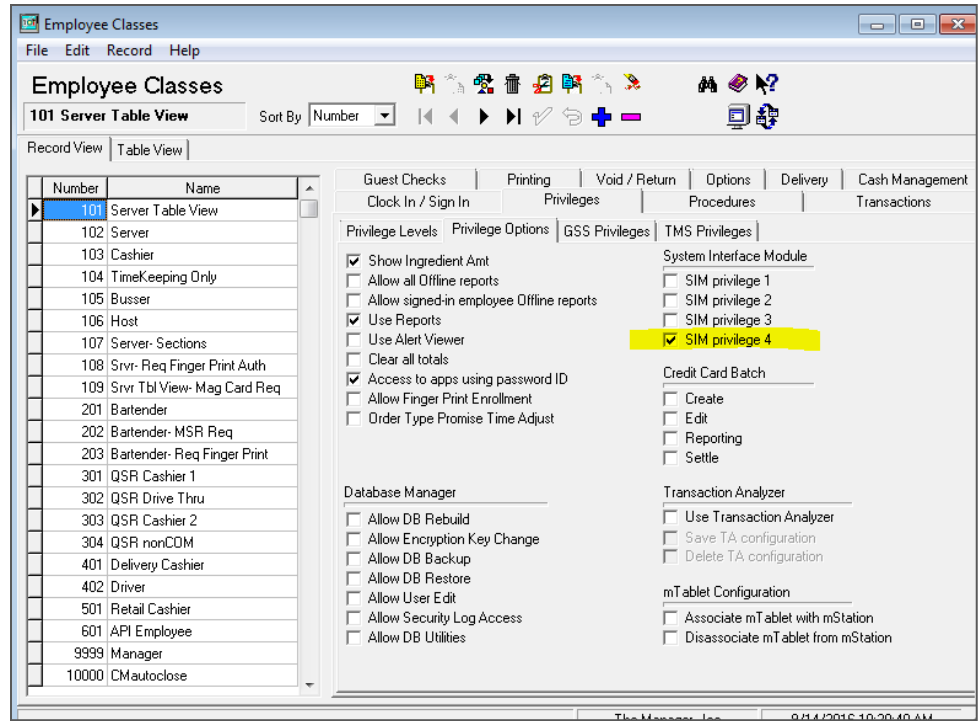 Employee Classes
File Edit Record Help
Employee Classes
101 Server Table View Sort By Number
Record View Table View
Number Name
101 Server Table View
102 Server
103 Cashier
104 TimeKeeping Only
105 Busser
106 Host
107 Server- Sections
108 Srvr- Req Finger Print Auth
109 Srvr Tbl View- Mag Card Req
201 Bartender
202 Bartender- MSR Req
203 Bartender- Req Finger Print
301 QSR Cashier 1
302 QSR Drive Thru
303 QSR Cashier 2
304 QSR nonCOM
401 Delivery Cashier
402 Driver
501 Retail Cashier
601 API Employee
9999 Manager
10000 CMautoclose
Guest Checks Printing Void / Return Options Delivery Cash Management
Clock In / Sign In Privileges Procedures Transactions
Privilege Levels Privilege Options GSS Privileges TMS Privileges
Show Ingredient Amt
Allow all Offline reports
Allow signed-in employee Offline reports
Use Reports
Use Alert Viewer
Clear all totals
Access to apps using password ID
Allow Finger Print Enrollment
Order Type Promise Time Adjust
System Interface Module
SIM privilege 1
SIM privilege 2
SIM privilege 3
SIM privilege 4
Credit Card Batch
Create
Edit
Reporting
Settle
Database Manager
Allow DB Rebuild
Allow Encryption Key Change
Allow DB Backup
Allow DB Restore
Allow User Edit
Allow Security Log Access
Allow DB Utilities
Transaction Analyzer
Use Transaction Analyzer
Save TA configuration
Delete TA configuration
mTablet Configuration
Associate mTablet with mStation
Disassociate mTablet from mStation